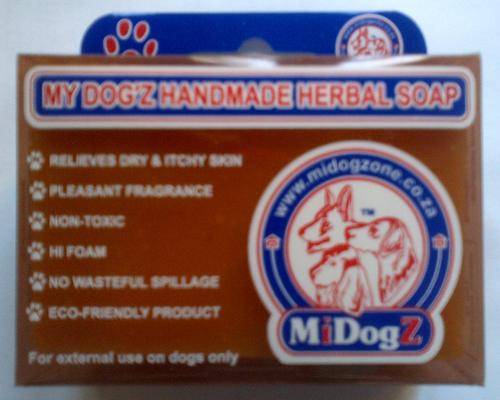 MY DOG'Z HANDMADE HERBAL SOAP
RELIEVES DRY & ITCHY SKIN
PLEASANT FRAGRANCE
NON-TOXIC
HI FOAM
NO WASTEFUL SPILLAGE
ECO-FRIENDLY PRODUCT
For external use on dogs only
www.midogzone.co.za
TM
MiDogZ